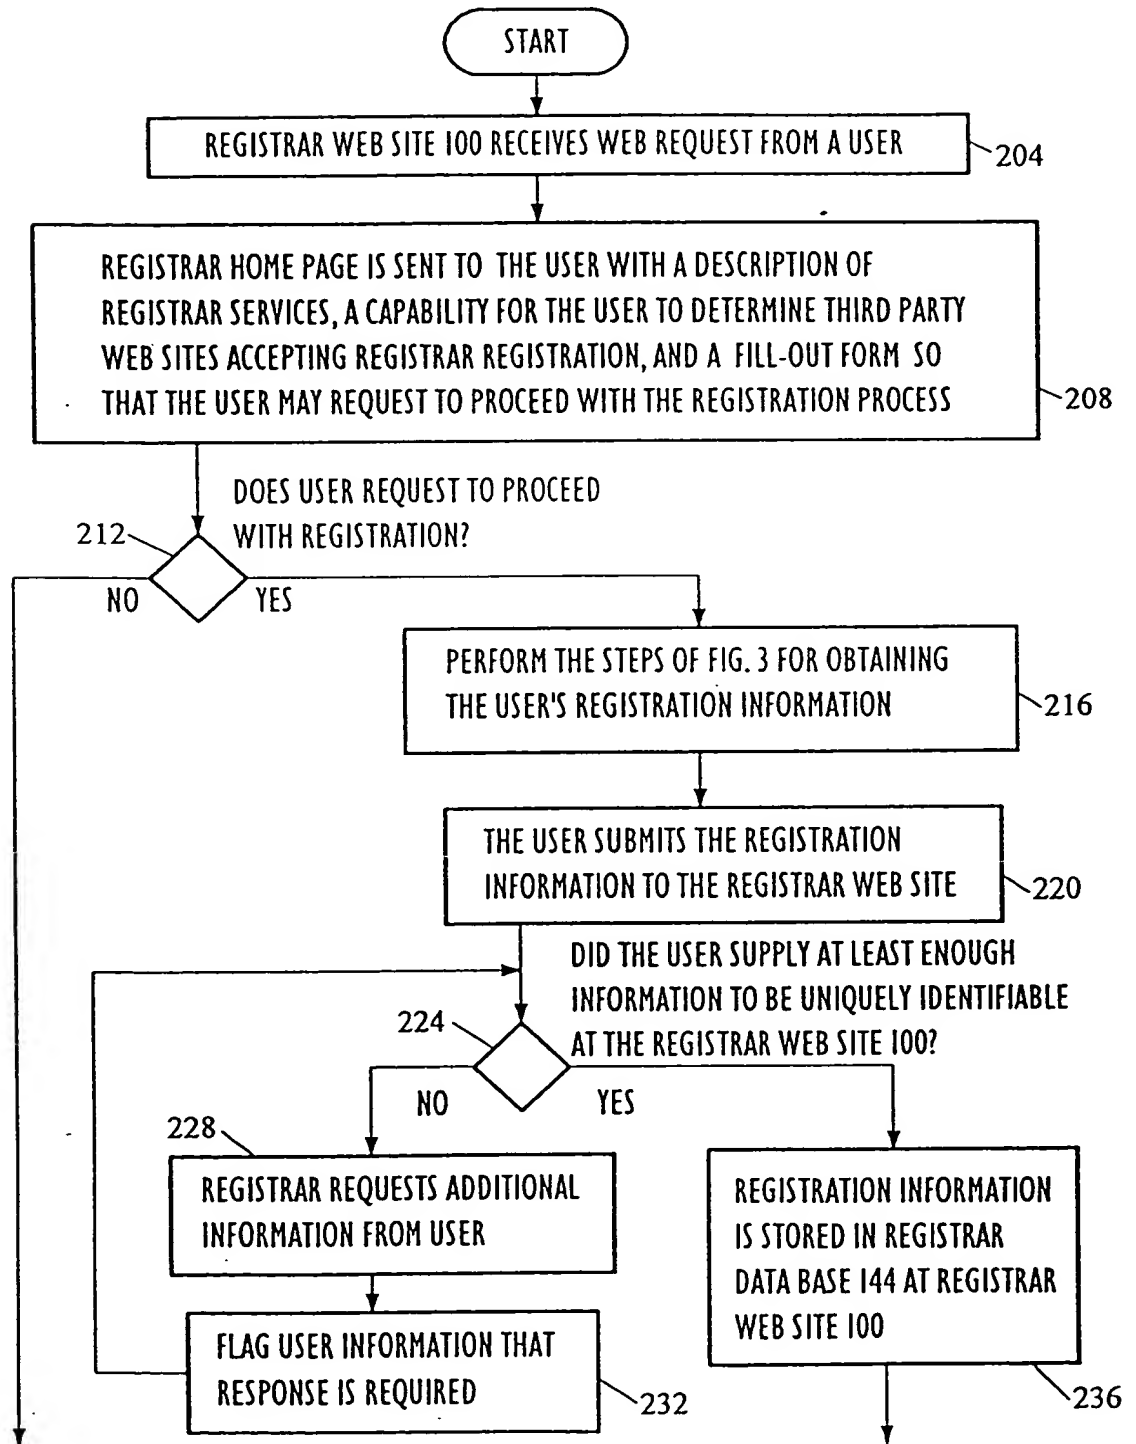 START
REGISTRAR WEB SITE 100 RECEIVES WEB REQUEST FROM A USER
204
REGISTRAR HOME PAGE IS SENT TO THE USER WITH A DESCRIPTION OF
REGISTRAR SERVICES, A CAPABILITY FOR THE USER TO DETERMINE THIRD PARTY
WEB SITES ACCEPTING REGISTRAR REGISTRATION, AND A FILL-OUT FORM SO
THAT THE USER MAY REQUEST TO PROCEED WITH THE REGISTRATION PROCESS
208
DOES USER REQUEST TO PROCEED
WITH REGISTRATION?
212
NO
YES
PERFORM THE STEPS OF FIG. 3 FOR OBTAINING
THE USER'S REGISTRATION INFORMATION
216
THE USER SUBMITS THE REGISTRATION
INFORMATION TO THE REGISTRAR WEB SITE
220
DID THE USER SUPPLY AT LEAST ENOUGH
INFORMATION TO BE UNIQUELY IDENTIFIABLE
AT THE REGISTRAR WEB SITE 100?
224
NO
YES
228
REGISTRAR REQUESTS ADDITIONAL
INFORMATION FROM USER
REGISTRATION INFORMATION
IS STORED IN REGISTRAR
DATA BASE 144 AT REGISTRAR
WEB SITE 100
236
FLAG USER INFORMATION THAT
RESPONSE IS REQUIRED
232